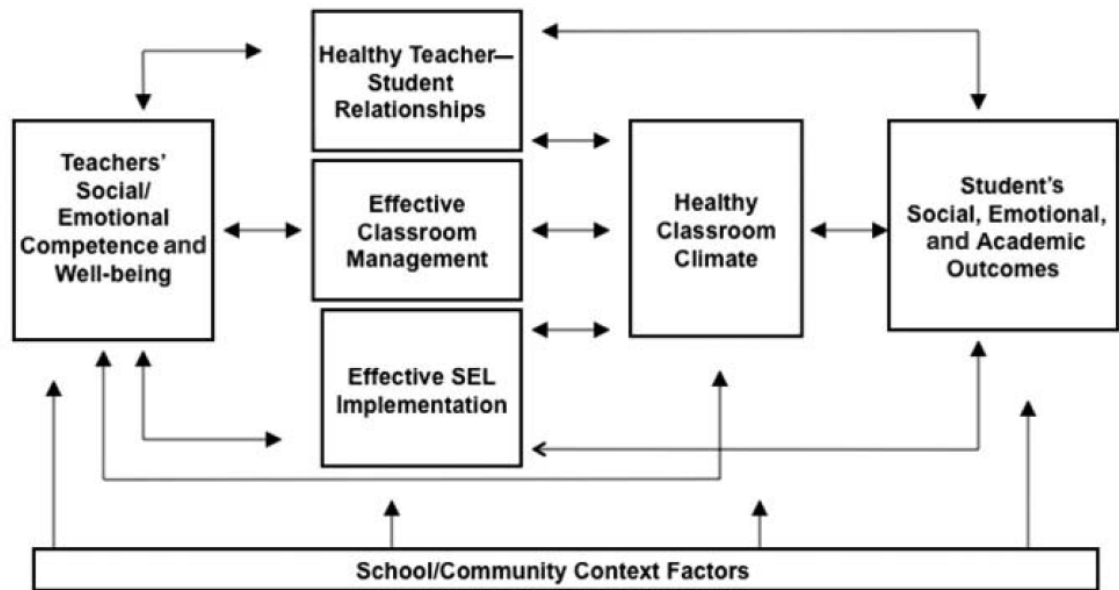 Healthy Teacher—
Student
Relationships
Teachers’
Social/
Emotional
Competence and
Well-being
Effective
Classroom
Management
Effective SEL
Implementation
Healthy
Classroom
Climate
Student’s
Social, Emotional,
and Academic
Outcomes
School/Community Context Factors